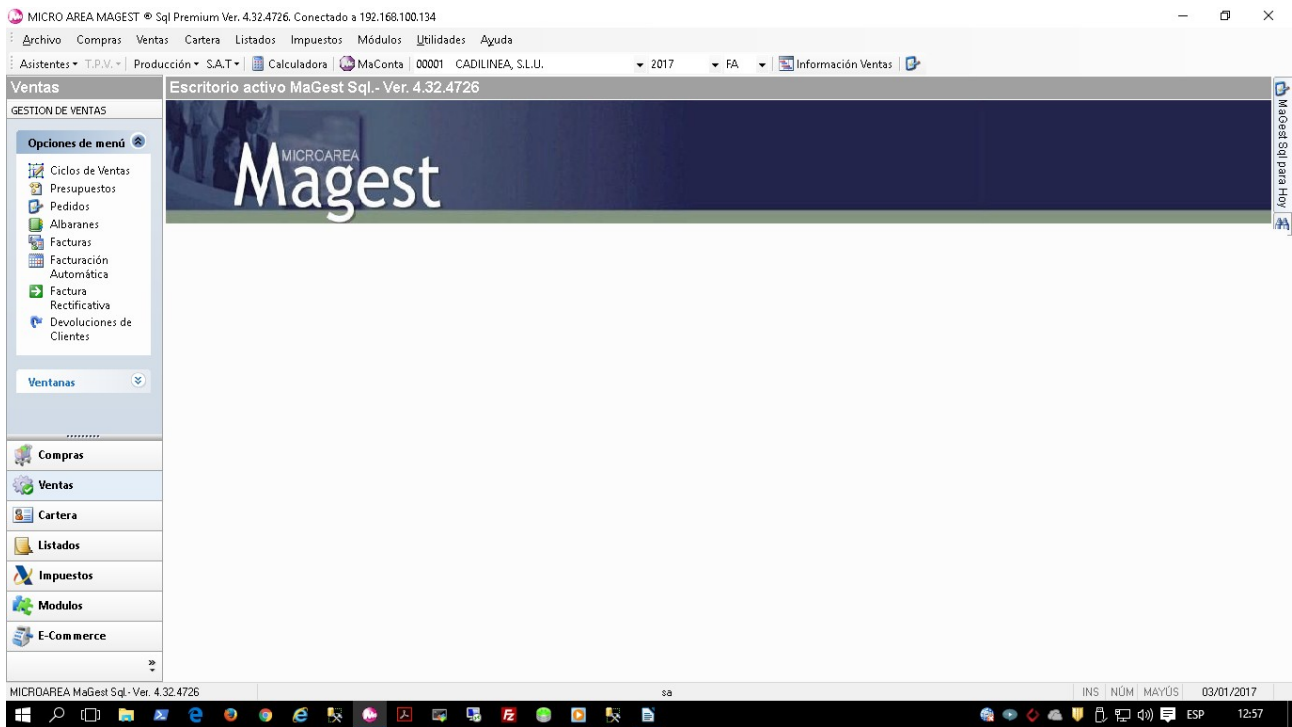 MICRO AREA MAGEST ® Sql Premium Ver. 4.32.4726. Conectado a 192.168.100.134
Archivo Compras Ventas Cartera Listados Impuestos Módulos Utilidades Ayuda
Asistentes T.P.V. Producción S.A.T Calculadora MaConta 00001 CADILINEA, S.L.U. 2017 FA Información Ventas
Ventas
Escritorio activo MaGest Sql.- Ver. 4.32.4726
GESTION DE VENTAS
MICROAREA
Magest
Opciones de menú
Ciclos de Ventas
Presupuestos
Pedidos
Albaranes
Facturas
Facturación
Automática
Factura
Rectificativa
Devoluciones de
Clientes
Ventanas
Compras
Ventas
Cartera
Listados
Impuestos
Modulos
E-Commerce
MaGest Sql para Hoy
MICROAREA MaGest Sql.- Ver. 4.32.4726 sa INS NÚM MAYÚS 03/01/2017
ESP 12:57